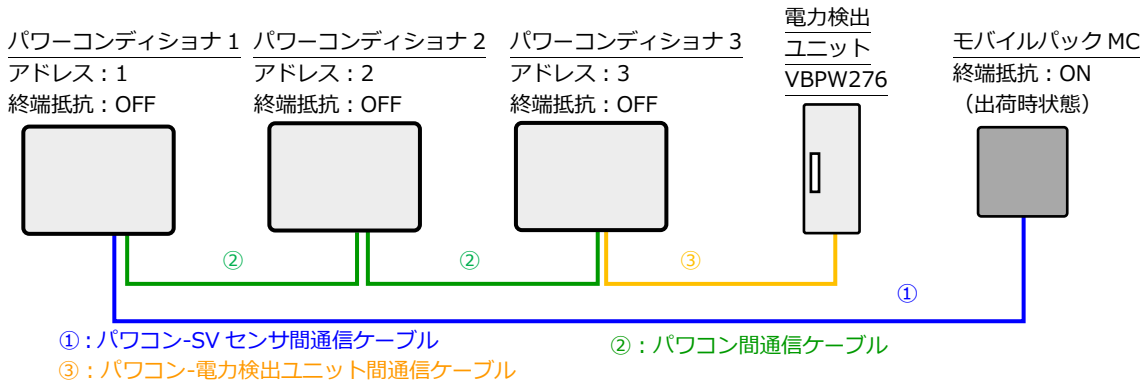 パワーコンディショナ 1
アドレス：1
終端抵抗：OFF
パワーコンディショナ 2
アドレス：2
終端抵抗：OFF
パワーコンディショナ 3
アドレス：3
終端抵抗：OFF
電力検出
ユニット
VBPW276
モバイルパック MC
終端抵抗：ON
（出荷時状態）
②
②
③
①
①：パワコン-SV センサ間通信ケーブル
②：パワコン間通信ケーブル
③：パワコン-電力検出ユニット間通信ケーブル